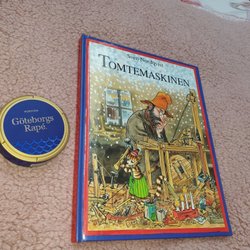 Sven Nordqvist
TOMTEMASKINEN
Göteborgs
Rapé.